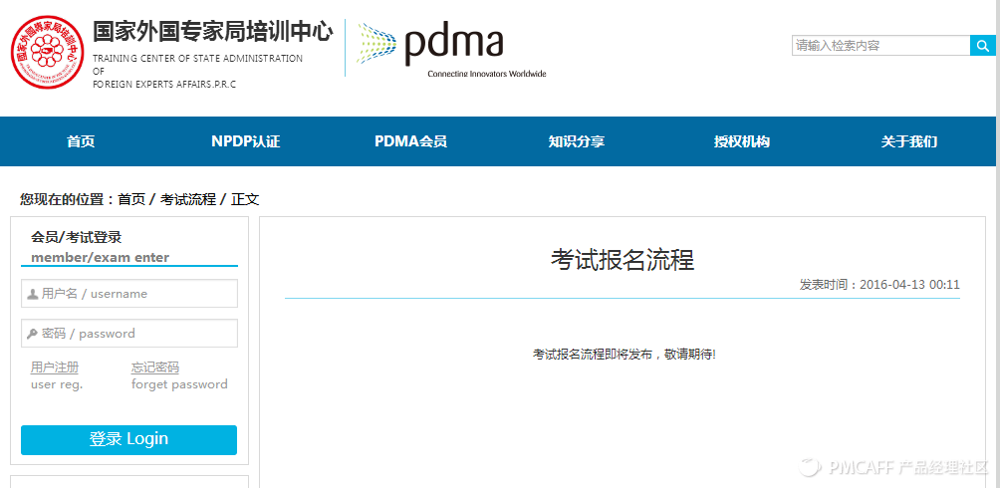 国家外国专家局培训中心
TRAINING CENTER OF STATE ADMINISTRATION
OF
FOREIGN EXPERTS AFFAIRS.P.R.C
pdma
Connecting Innovators Worldwide
请输入检索内容
首页 NPDP认证 PDMA会员 知识分享 授权机构 关于我们
您现在的位置：首页 / 考试流程 / 正文
会员/考试登录
member/exam enter
用户名 / username
密码 / password
用户注册 忘记密码
user reg. forget password
登录 Login
考试报名流程
发表时间：2016-04-13 00:11
考试报名流程即将发布，敬请期待!
PMCAFF 产品经理社区